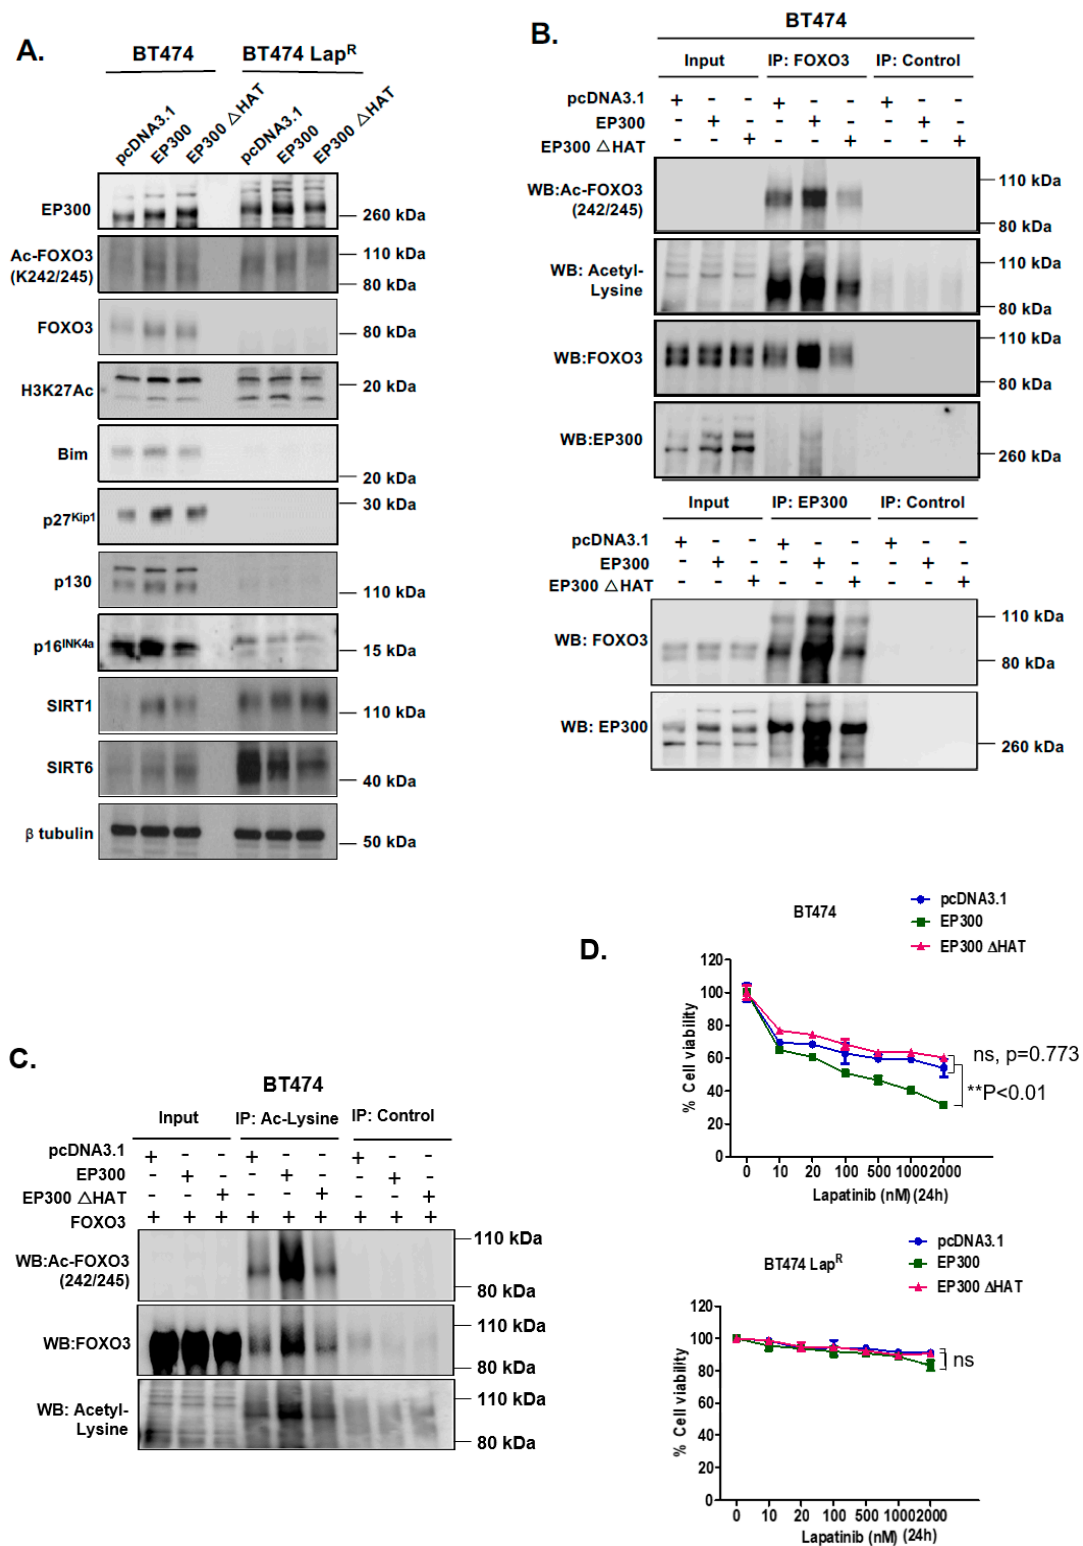 A.
BT474
BT474 Lap^R
pcDNA3.1
EP300
EP300 △HAT
pcDNA3.1
EP300
EP300 △HAT
EP300
260 kDa
Ac-FOXO3
(K242/245)
110 kDa
80 kDa
FOXO3
80 kDa
H3K27Ac
20 kDa
Bim
20 kDa
p27^Kip1
30 kDa
p130
110 kDa
p16^INK4a
15 kDa
SIRT1
110 kDa
SIRT6
40 kDa
β tubulin
50 kDa
B.
BT474
Input IP: FOXO3 IP: Control
pcDNA3.1 + - - + - - + - -
EP300 - + - - + - - + -
EP300 △HAT - - + - - + - - +
WB:Ac-FOXO3
(242/245)
110 kDa
80 kDa
WB: Acetyl-
Lysine
110 kDa
80 kDa
WB:FOXO3
110 kDa
80 kDa
WB:EP300
260 kDa
Input IP: EP300 IP: Control
pcDNA3.1 + - - + - - + - -
EP300 - + - - + - - + -
EP300 △HAT - - + - - + - - +
WB: FOXO3
110 kDa
80 kDa
WB: EP300
260 kDa
C.
BT474
Input IP: Ac-Lysine IP: Control
pcDNA3.1 + - - + - - + - -
EP300 - + - - + - - + -
EP300 △HAT - - + - - + - - +
FOXO3 + + + + + + + + +
WB:Ac-FOXO3
(242/245)
110 kDa
80 kDa
WB:FOXO3
110 kDa
80 kDa
WB: Acetyl-
Lysine
110 kDa
80 kDa
D.
BT474
pcDNA3.1
EP300
EP300 ΔHAT
% Cell viability
120
100
80
60
40
20
0
0 10 20 100 500 1000 2000
Lapatinib (nM) (24h)
ns, p=0.773
**P<0.01
BT474 Lap^R
pcDNA3.1
EP300
EP300 ΔHAT
% Cell viability
120
100
80
60
40
20
0
0 10 20 100 500 1000 2000
Lapatinib (nM) (24h)
ns